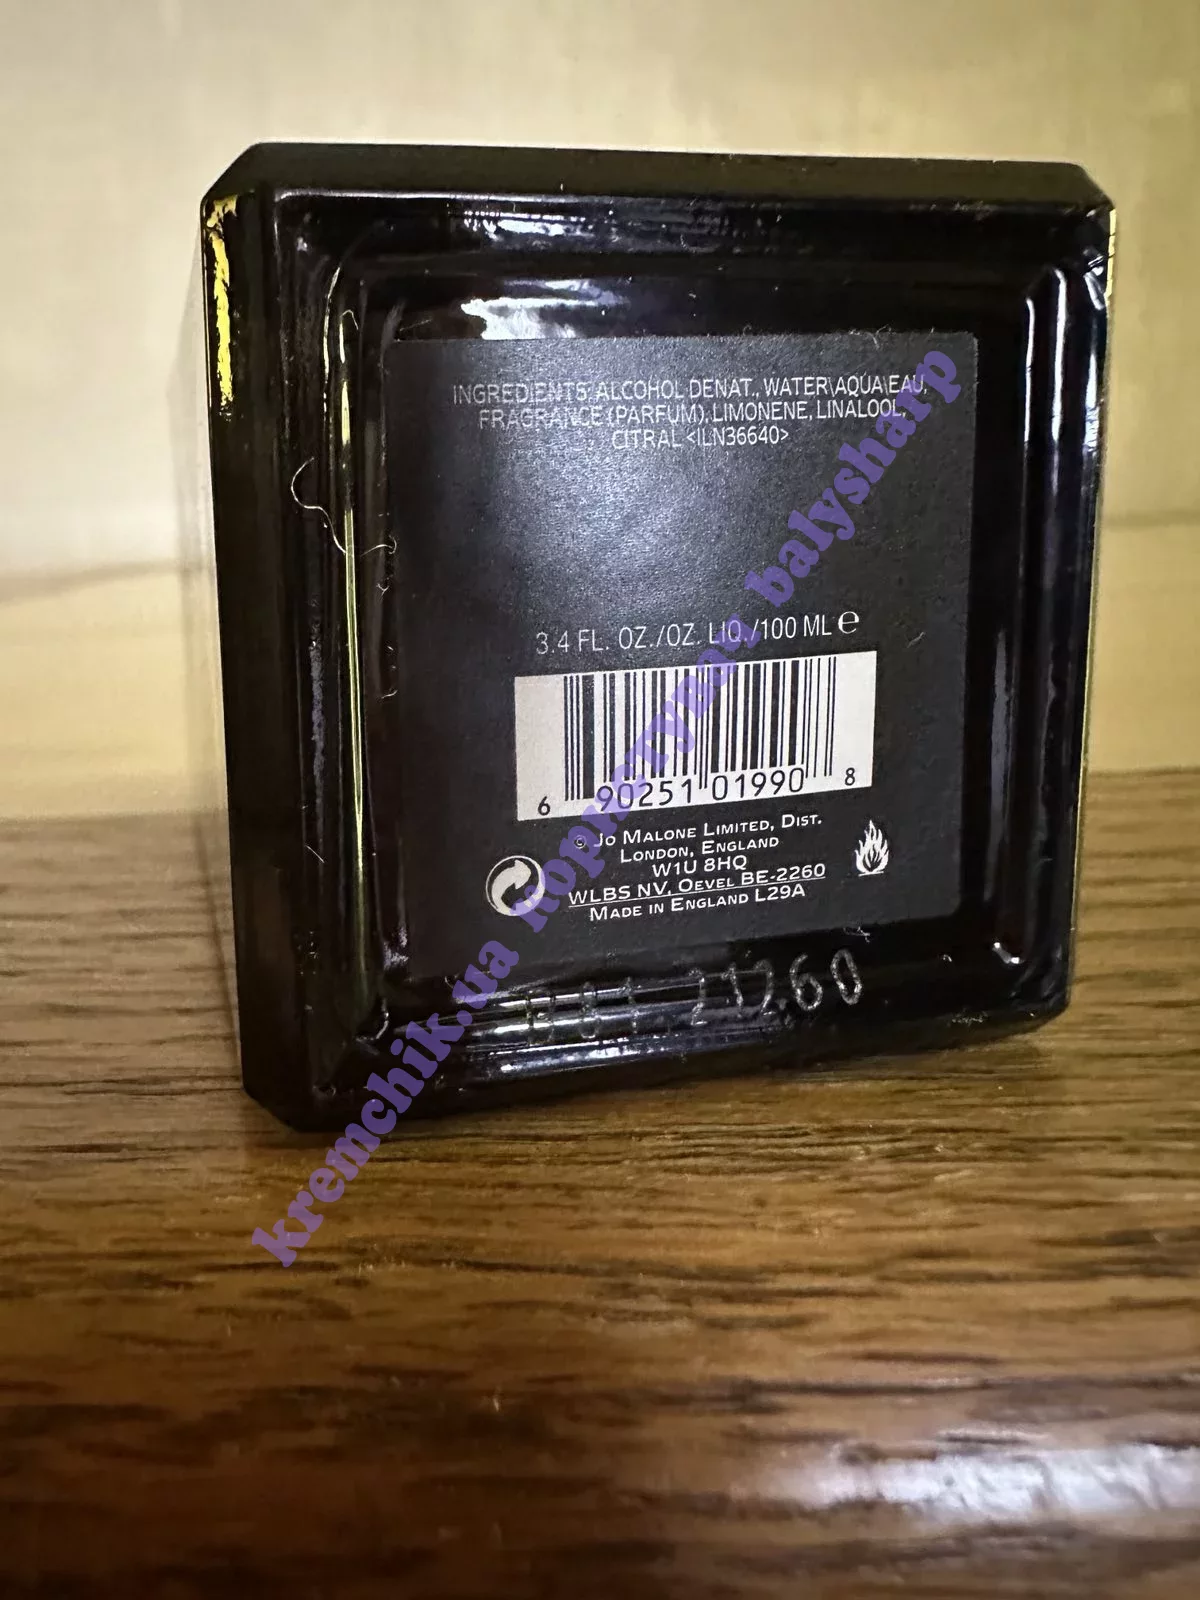 INGREDIENTS: ALCOHOL DENAT., WATER\AQUA\EAU,
FRAGRANCE (PARFUM), LIMONENE, LINALOOL,
CITRAL <ILN36640>
3.4 FL. OZ./OZ. LIQ./100 ML ℮
6 90251 01990 8
© JO MALONE LIMITED, DIST.
LONDON, ENGLAND
W1U 8HQ
WLBS NV, OEVEL BE-2260
MADE IN ENGLAND L29A
21260
kremchik.ua користувач balysharp